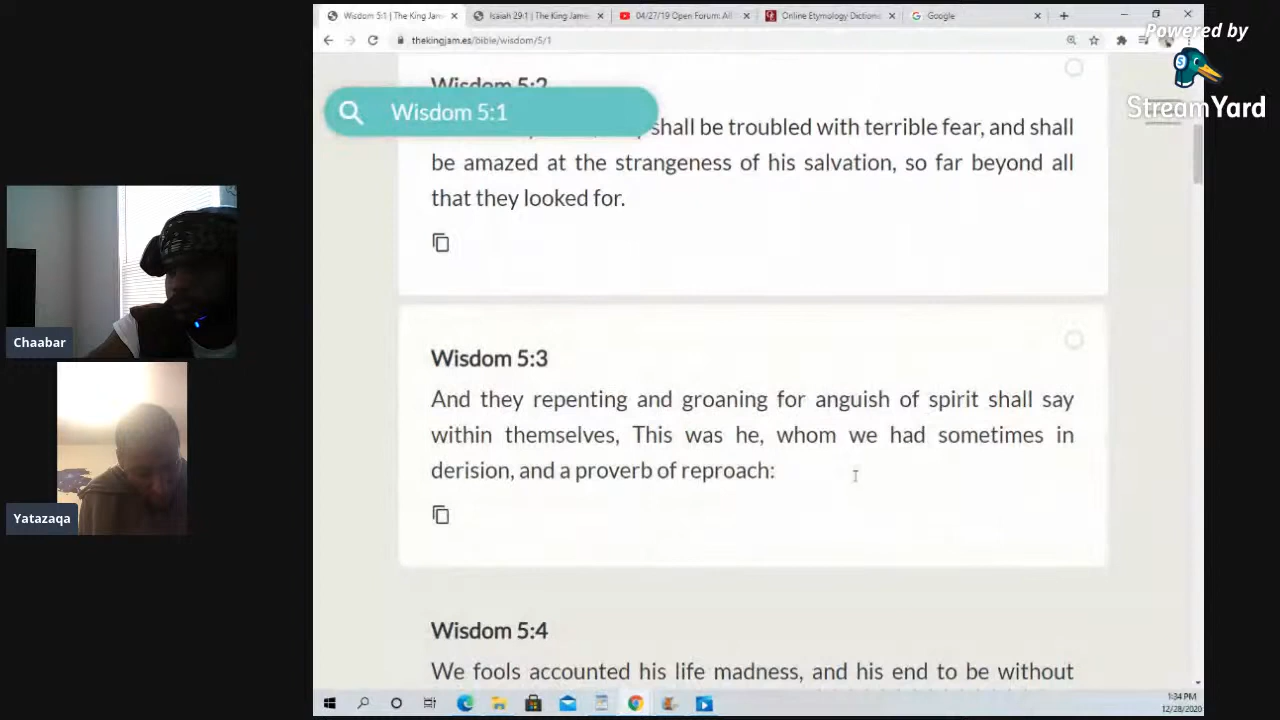 Wisdom 5:1 | The King Jam
Isaiah 29:1 | The King Jame
04/27/19 Open Forum: All
Online Etymology Dictiona
Google
thekingjam.es/bible/wisdom/5/1
Powered by
StreamYard
Wisdom 5:2
Wisdom 5:1
shall be troubled with terrible fear, and shall
be amazed at the strangeness of his salvation, so far beyond all
that they looked for.
Chaabar
Wisdom 5:3
And they repenting and groaning for anguish of spirit shall say
within themselves, This was he, whom we had sometimes in
derision, and a proverb of reproach:
Yatazaqa
Wisdom 5:4
We fools accounted his life madness, and his end to be without
1:34 PM
12/28/2020